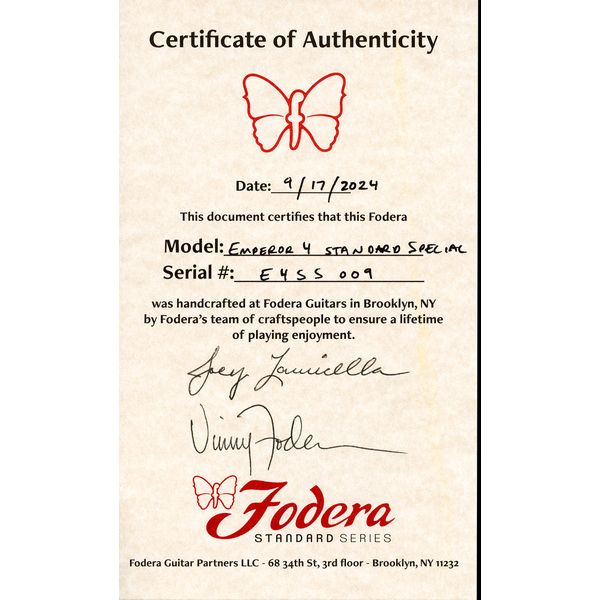 Certificate of Authenticity
Date: 9/17/2024
This document certifies that this Fodera
Model: EMPEROR 4 STANDARD SPECIAL
Serial #: E4SS 009
was handcrafted at Fodera Guitars in Brooklyn, NY
by Fodera's team of craftspeople to ensure a lifetime
of playing enjoyment.
Joey Lauricella
Vinny Fodera
Fodera
STANDARD SERIES
Fodera Guitar Partners LLC - 68 34th St, 3rd floor - Brooklyn, NY 11232